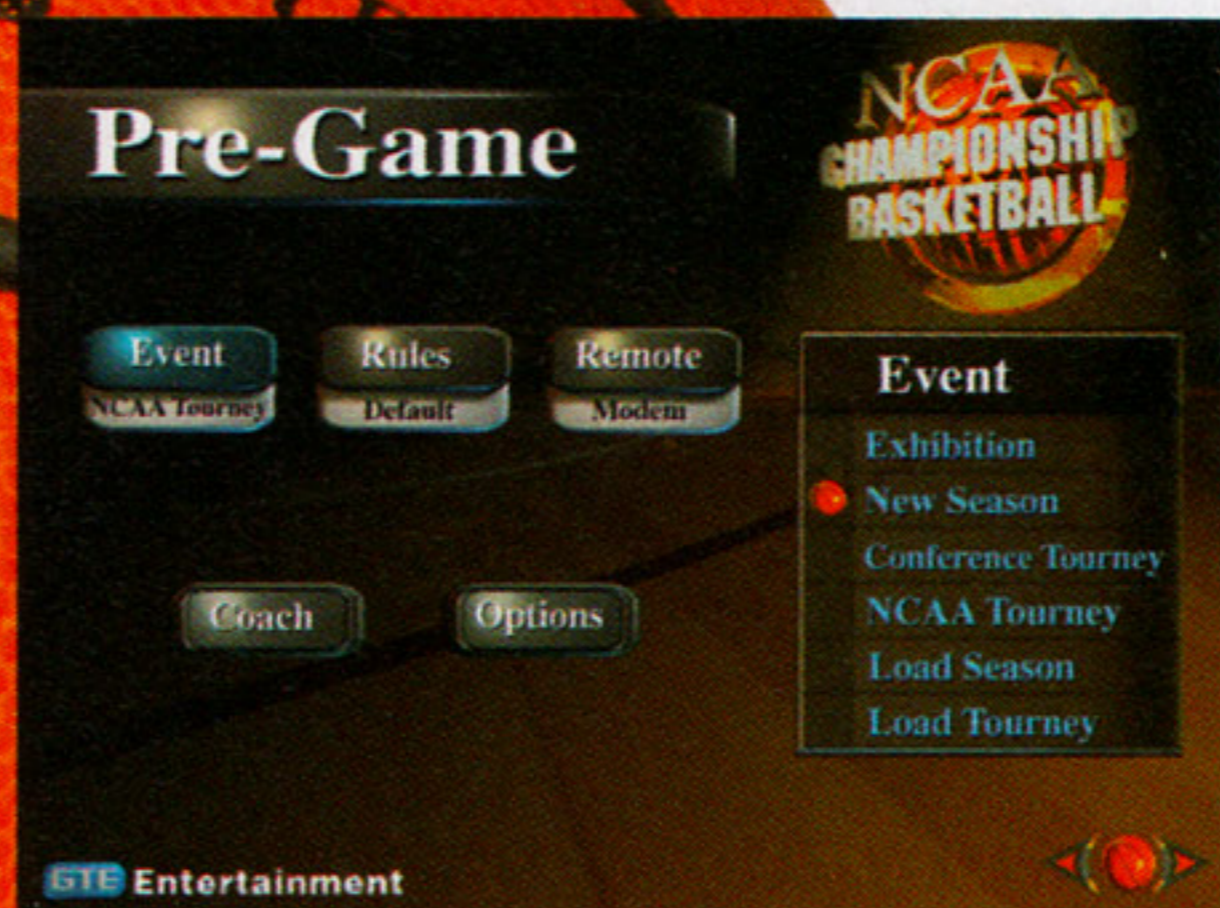 Pre-Game
NCAA
CHAMPIONSHIP
BASKETBALL
Event
NCAA Tourney
Rules
Default
Remote
Modem
Coach
Options
Event
Exhibition
New Season
Conference Tourney
NCAA Tourney
Load Season
Load Tourney
GTE Entertainment